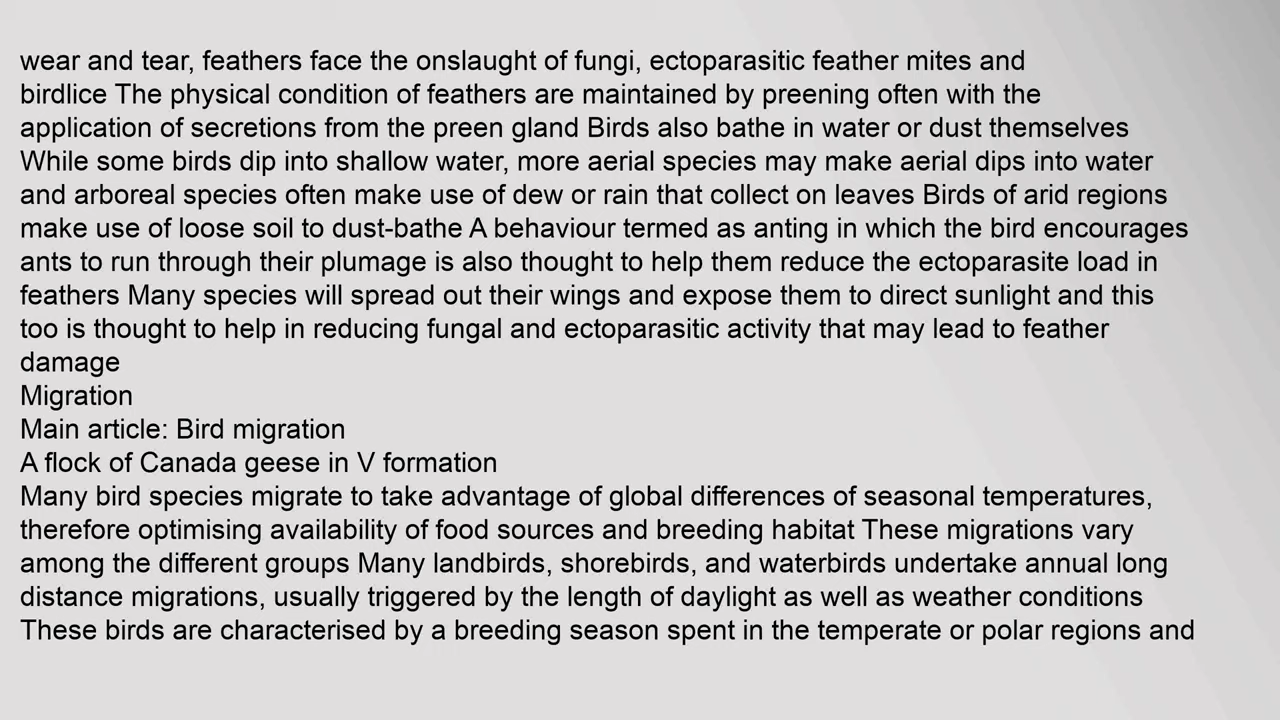 wear and tear, feathers face the onslaught of fungi, ectoparasitic feather mites and
birdlice The physical condition of feathers are maintained by preening often with the
application of secretions from the preen gland Birds also bathe in water or dust themselves
While some birds dip into shallow water, more aerial species may make aerial dips into water
and arboreal species often make use of dew or rain that collect on leaves Birds of arid regions
make use of loose soil to dust-bathe A behaviour termed as anting in which the bird encourages
ants to run through their plumage is also thought to help them reduce the ectoparasite load in
feathers Many species will spread out their wings and expose them to direct sunlight and this
too is thought to help in reducing fungal and ectoparasitic activity that may lead to feather
damage
Migration
Main article: Bird migration
A flock of Canada geese in V formation
Many bird species migrate to take advantage of global differences of seasonal temperatures,
therefore optimising availability of food sources and breeding habitat These migrations vary
among the different groups Many landbirds, shorebirds, and waterbirds undertake annual long
distance migrations, usually triggered by the length of daylight as well as weather conditions
These birds are characterised by a breeding season spent in the temperate or polar regions and